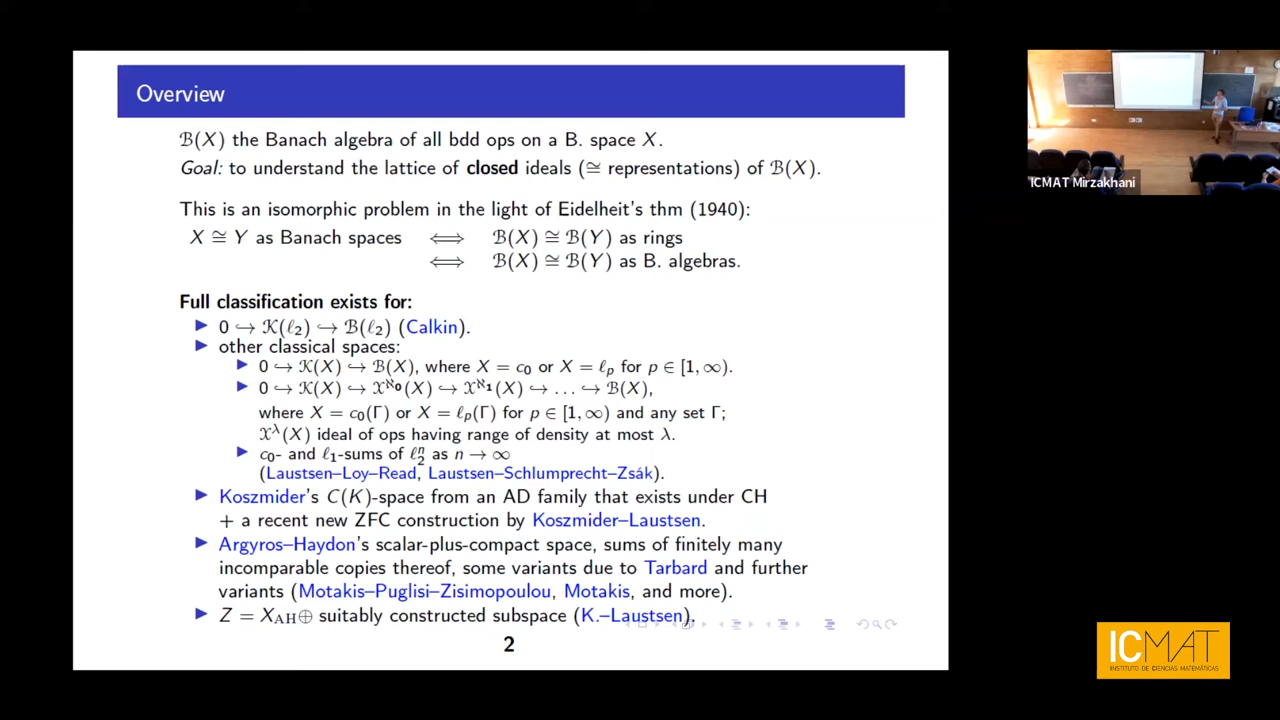 Overview
ℬ(X) the Banach algebra of all bdd ops on a B. space X.
Goal: to understand the lattice of closed ideals (≅ representations) of ℬ(X).
This is an isomorphic problem in the light of Eidelheit's thm (1940):
X ≅ Y as Banach spaces ⟺ ℬ(X) ≅ ℬ(Y) as rings
⟺ ℬ(X) ≅ ℬ(Y) as B. algebras.
Full classification exists for:
▶ 0 ↪ 𝒦(ℓ₂) ↪ ℬ(ℓ₂) (Calkin).
▶ other classical spaces:
▶ 0 ↪ 𝒦(X) ↪ ℬ(X), where X = c₀ or X = ℓₚ for p ∈ [1, ∞).
▶ 0 ↪ 𝒦(X) ↪ 𝒳^ℵ₀(X) ↪ 𝒳^ℵ₁(X) ↪ … ↪ ℬ(X),
where X = c₀(Γ) or X = ℓₚ(Γ) for p ∈ [1, ∞) and any set Γ;
𝒳^λ(X) ideal of ops having range of density at most λ.
▶ c₀- and ℓ₁-sums of ℓ₂ⁿ as n → ∞
(Laustsen–Loy–Read, Laustsen–Schlumprecht–Zsák).
▶ Koszmider's C(K)-space from an AD family that exists under CH
+ a recent new ZFC construction by Koszmider–Laustsen.
▶ Argyros–Haydon's scalar-plus-compact space, sums of finitely many
incomparable copies thereof, some variants due to Tarbard and further
variants (Motakis–Puglisi–Zisimopoulou, Motakis, and more).
▶ Z = X_AH⊕ suitably constructed subspace (K.–Laustsen).
2
ICMAT Mirzakhani
ICMAT
INSTITUTO DE CIENCIAS MATEMÁTICAS